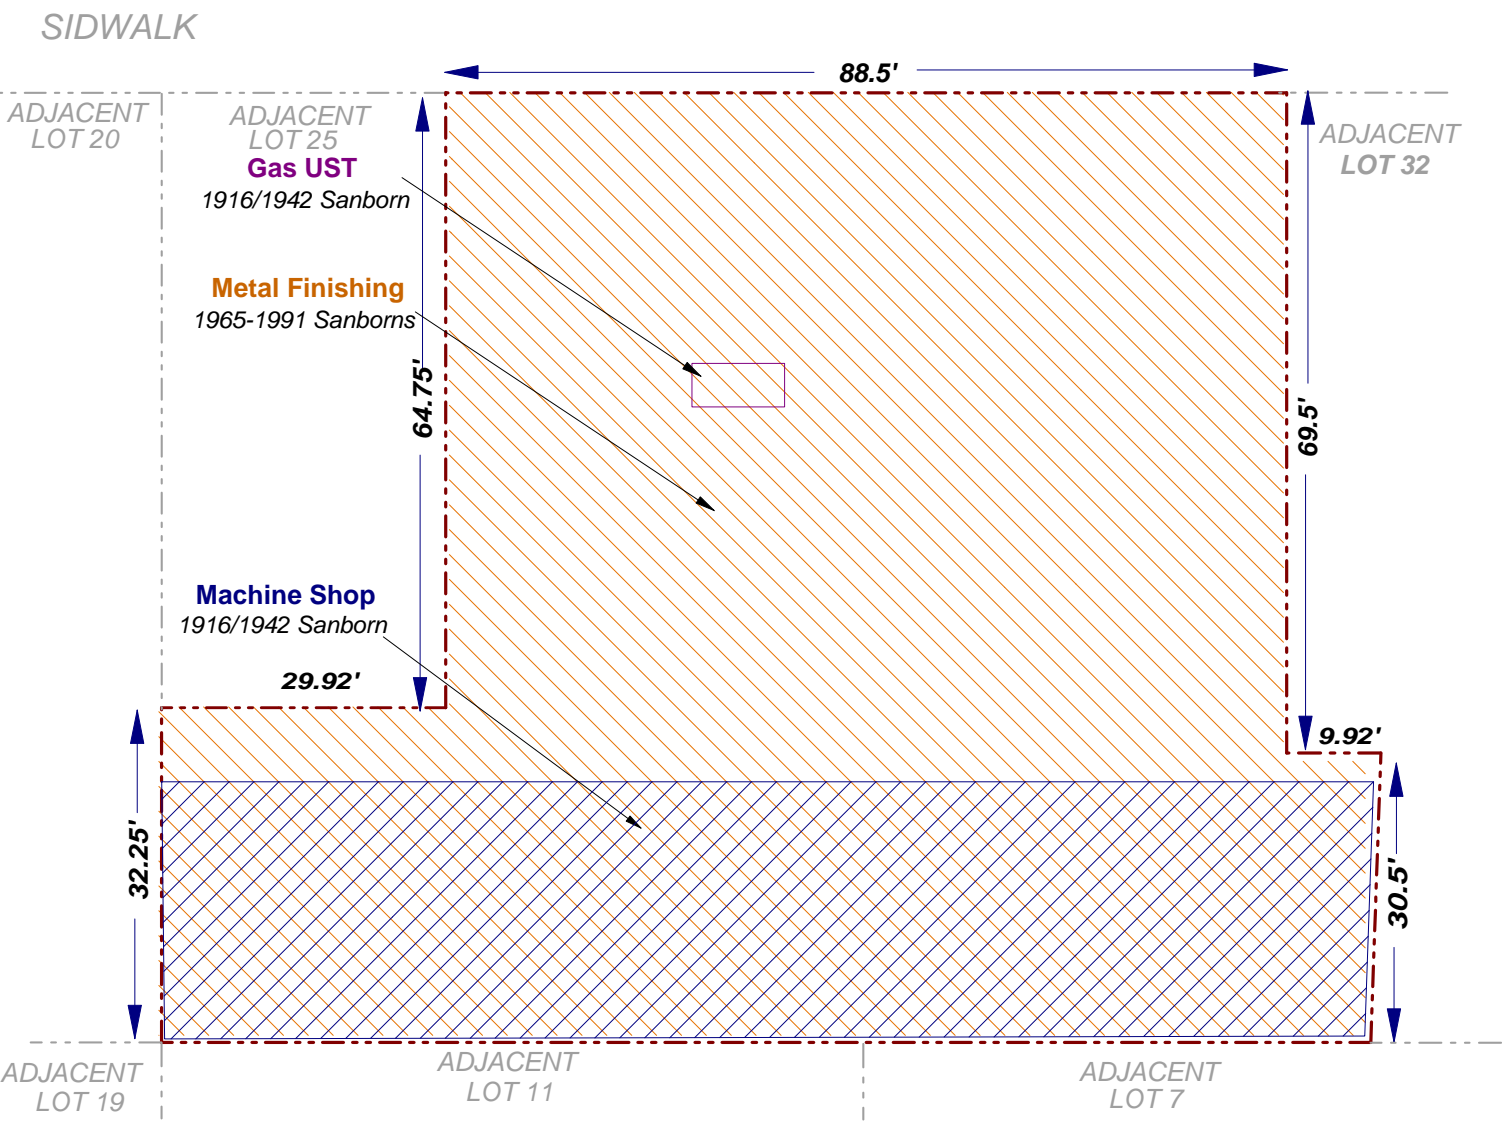 SIDWALK
88.5'
ADJACENT
LOT 20
ADJACENT
LOT 25
ADJACENT
LOT 32
Gas UST
1916/1942 Sanborn
Metal Finishing
1965-1991 Sanborns
64.75'
69.5'
Machine Shop
1916/1942 Sanborn
29.92'
9.92'
32.25'
30.5'
ADJACENT
LOT 19
ADJACENT
LOT 11
ADJACENT
LOT 7